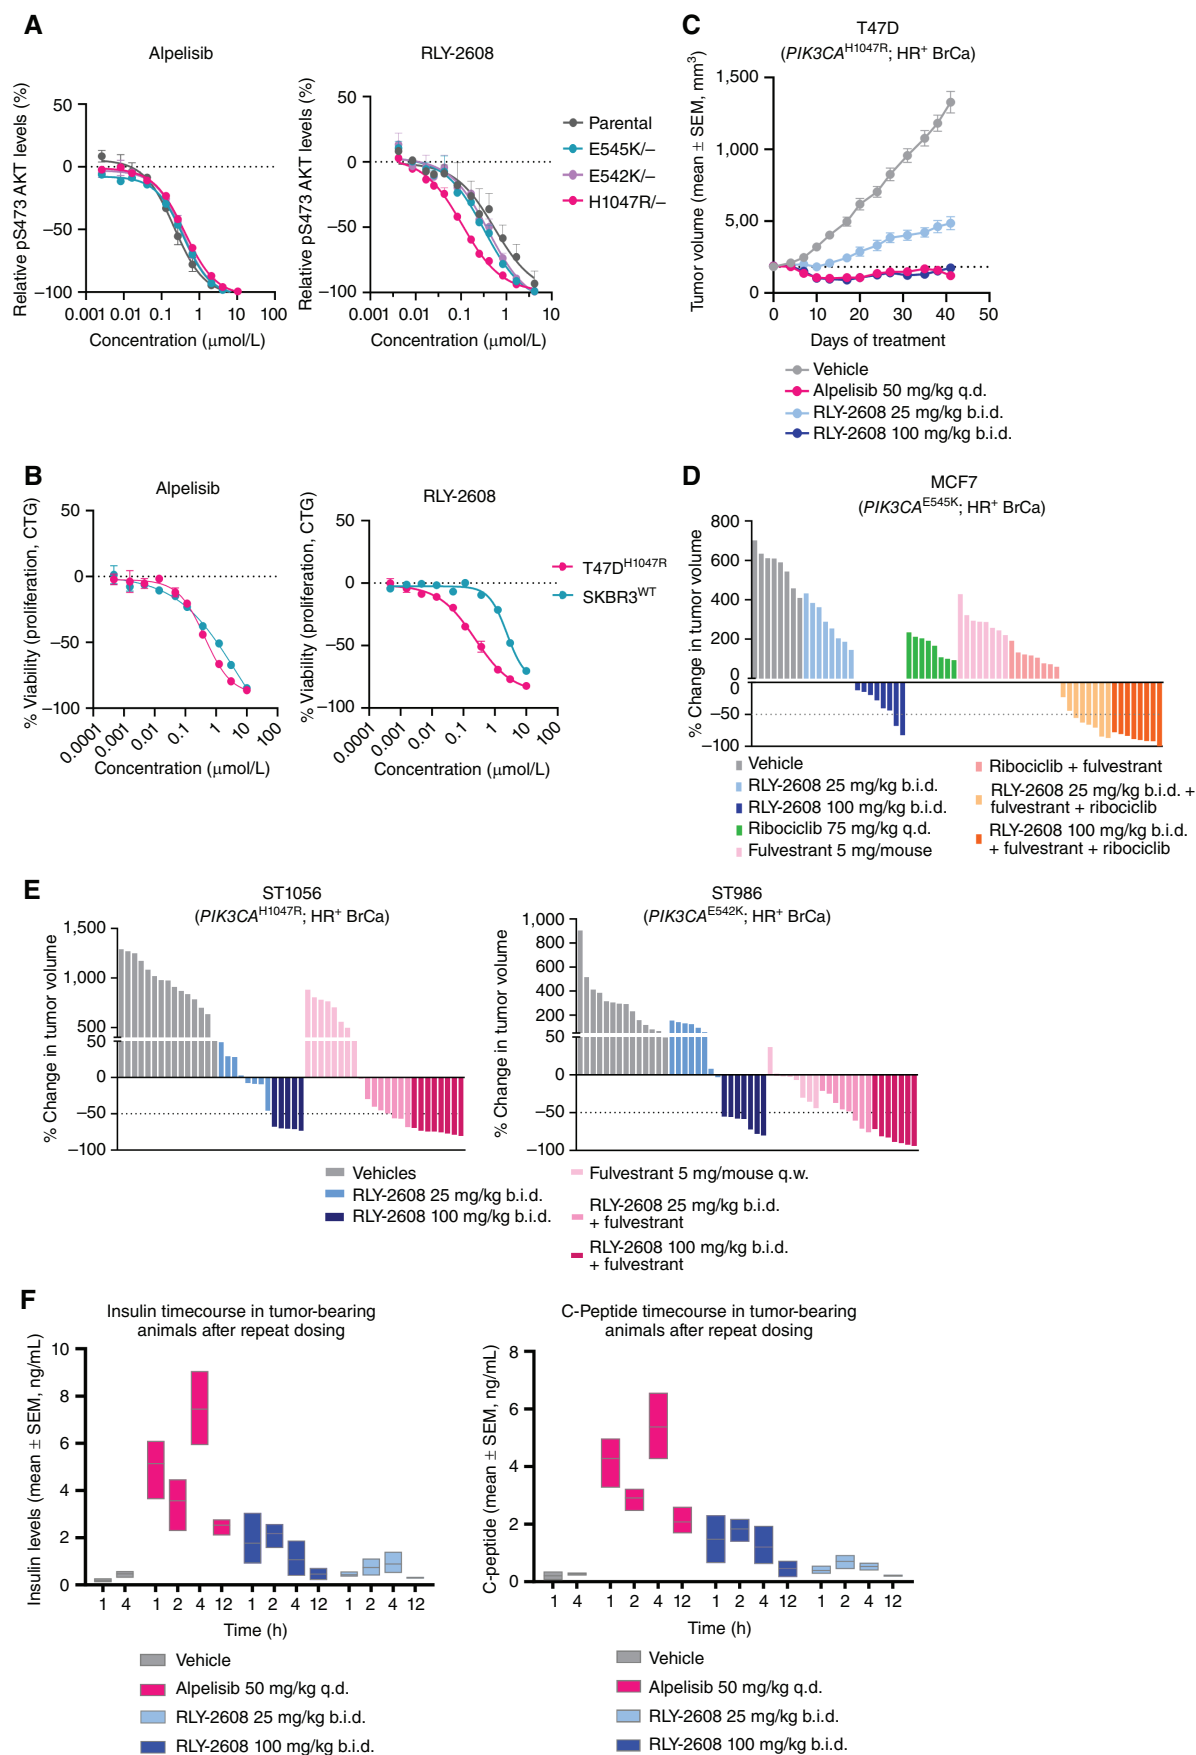 A
Alpelisib
RLY-2608
Relative pS473 AKT levels (%)
50
0
−50
−100
0.001 0.01 0.1 1 10 100
Concentration (μmol/L)
Relative pS473 AKT levels (%)
50
0
−50
−100
0.001 0.01 0.1 1 10
Concentration (μmol/L)
Parental
E545K/–
E542K/–
H1047R/–
C
T47D
(PIK3CA^H1047R; HR⁺ BrCa)
Tumor volume (mean ± SEM, mm³)
1,500
1,000
5,00
0
0 10 20 30 40 50
Days of treatment
Vehicle
Alpelisib 50 mg/kg q.d.
RLY-2608 25 mg/kg b.i.d.
RLY-2608 100 mg/kg b.i.d.
B
Alpelisib
RLY-2608
% Viability (proliferation, CTG)
50
0
−50
−100
0.0001 0.001 0.01 0.1 1 10 100
Concentration (μmol/L)
% Viability (proliferation, CTG)
50
0
−50
−100
0.0001 0.001 0.01 0.1 1 10 100
Concentration (μmol/L)
T47D^H1047R
SKBR3^WT
D
MCF7
(PIK3CA^E545K; HR⁺ BrCa)
% Change in tumor volume
800
600
400
200
0
0
−50
−100
Vehicle
RLY-2608 25 mg/kg b.i.d.
RLY-2608 100 mg/kg b.i.d.
Ribociclib 75 mg/kg q.d.
Fulvestrant 5 mg/mouse
Ribociclib + fulvestrant
RLY-2608 25 mg/kg b.i.d. +
fulvestrant + ribociclib
RLY-2608 100 mg/kg b.i.d.
+ fulvestrant + ribociclib
E
ST1056
(PIK3CA^H1047R; HR⁺ BrCa)
% Change in tumor volume
1,500
1,000
500
50
0
−50
−100
ST986
(PIK3CA^E542K; HR⁺ BrCa)
% Change in tumor volume
1,000
800
600
400
200
50
0
−50
−100
Vehicles
RLY-2608 25 mg/kg b.i.d.
RLY-2608 100 mg/kg b.i.d.
Fulvestrant 5 mg/mouse q.w.
RLY-2608 25 mg/kg b.i.d.
+ fulvestrant
RLY-2608 100 mg/kg b.i.d.
+ fulvestrant
F
Insulin timecourse in tumor-bearing
animals after repeat dosing
Insulin levels (mean ± SEM, ng/mL)
10
8
6
4
2
0
1 4 1 2 4 12 1 2 4 12 1 2 4 12
Time (h)
Vehicle
Alpelisib 50 mg/kg q.d.
RLY-2608 25 mg/kg b.i.d.
RLY-2608 100 mg/kg b.i.d.
C-Peptide timecourse in tumor-bearing
animals after repeat dosing
C-peptide (mean ± SEM, ng/mL)
8
6
4
2
0
1 4 1 2 4 12 1 2 4 12 1 2 4 12
Time (h)
Vehicle
Alpelisib 50 mg/kg q.d.
RLY-2608 25 mg/kg b.i.d.
RLY-2608 100 mg/kg b.i.d.